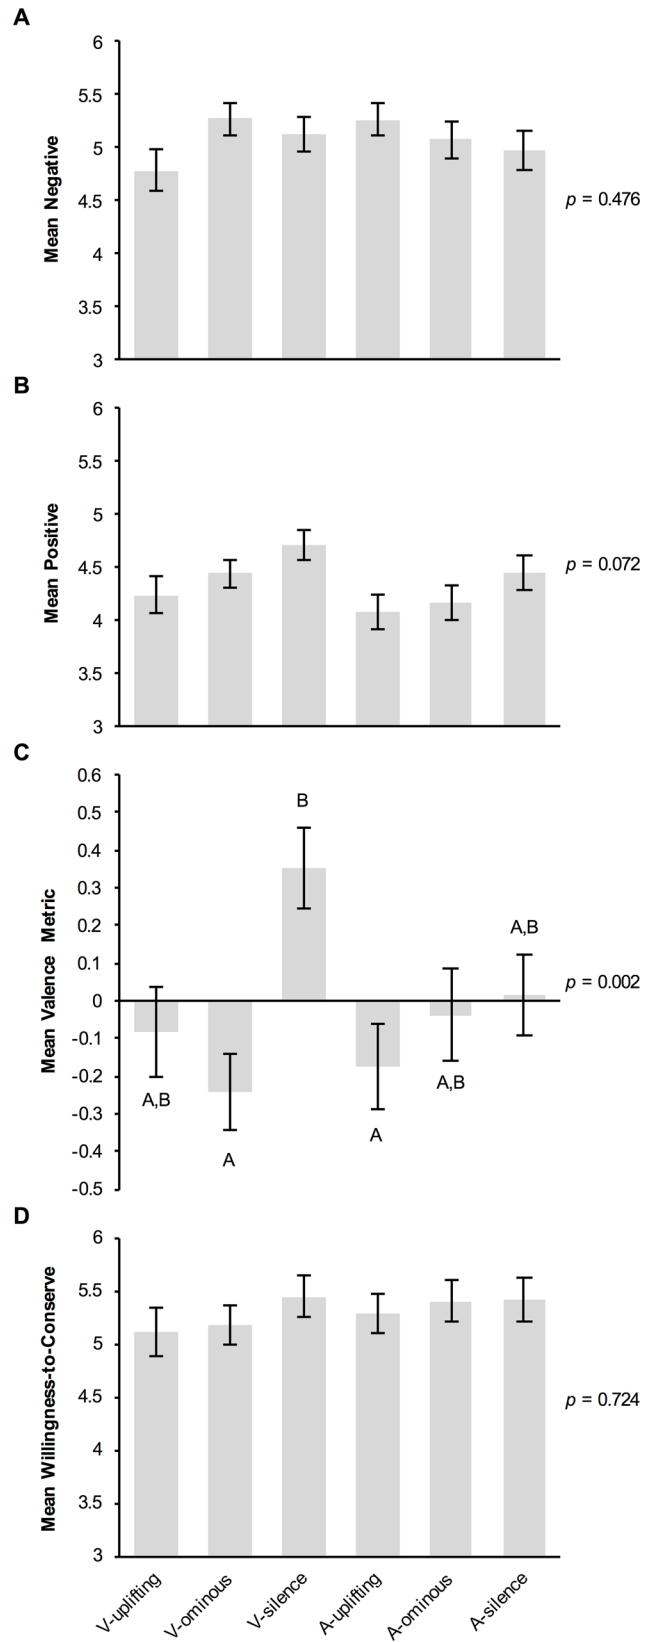 A
6
5.5
5
4.5
4
3.5
3
Mean Negative
p = 0.476
B
6
5.5
5
4.5
4
3.5
3
Mean Positive
p = 0.072
C
0.6
0.5
0.4
0.3
0.2
0.1
0
-0.1
-0.2
-0.3
-0.4
-0.5
Mean Valence Metric
A,B
A
B
A
A,B
A,B
p = 0.002
D
6
5.5
5
4.5
4
3.5
3
Mean Willingness-to-Conserve
p = 0.724
V-uplifting
V-ominous
V-silence
A-uplifting
A-ominous
A-silence